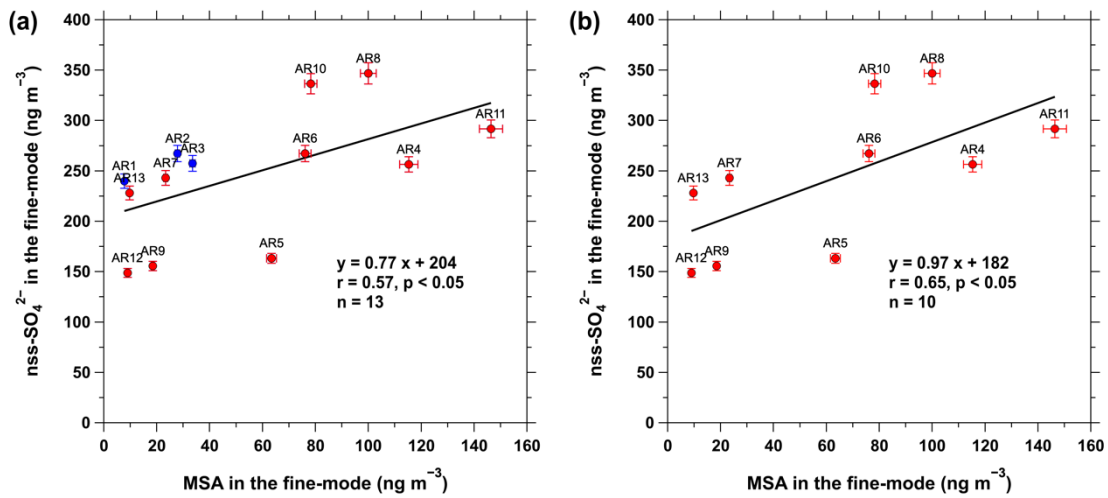 (a)
nss-SO₄²⁻ in the fine-mode (ng m⁻³)
400
350
300
250
200
150
100
50
0
AR10
AR8
AR11
AR2
AR3
AR6
AR4
AR1
AR7
AR13
AR12
AR9
AR5
y = 0.77 x + 204
r = 0.57, p < 0.05
n = 13
0 20 40 60 80 100 120 140 160
MSA in the fine-mode (ng m⁻³)
(b)
nss-SO₄²⁻ in the fine-mode (ng m⁻³)
400
350
300
250
200
150
100
50
0
AR10
AR8
AR11
AR6
AR4
AR7
AR13
AR12
AR9
AR5
y = 0.97 x + 182
r = 0.65, p < 0.05
n = 10
0 20 40 60 80 100 120 140 160
MSA in the fine-mode (ng m⁻³)